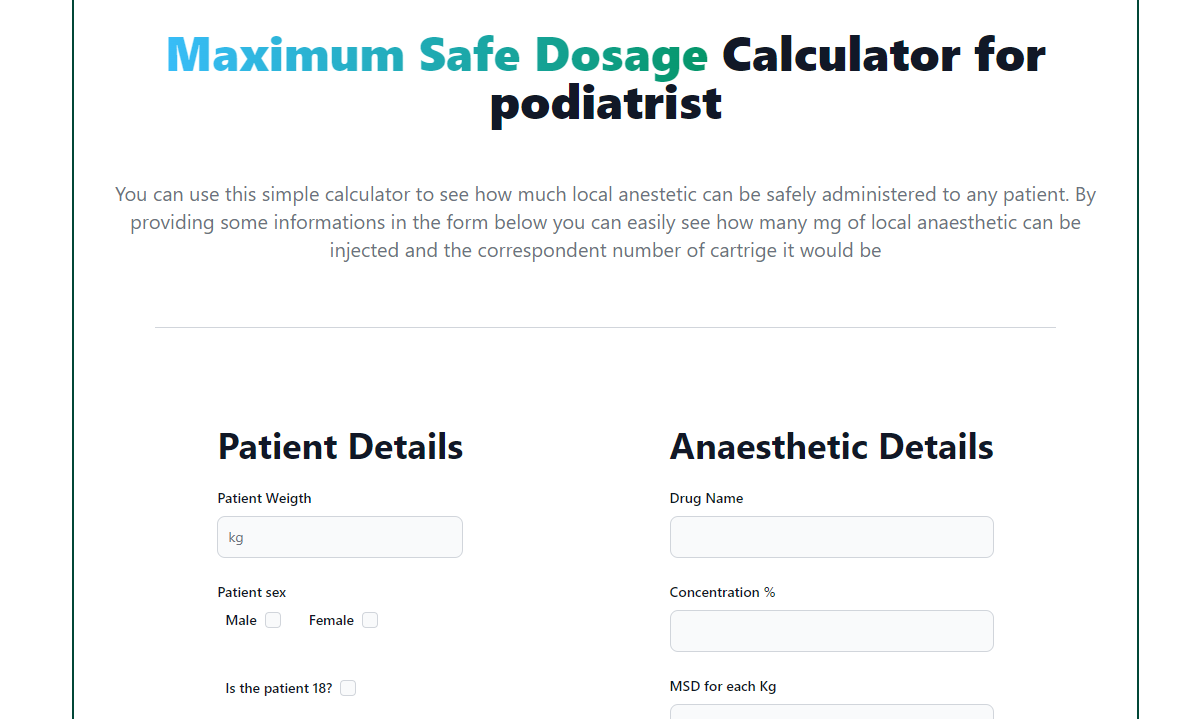 Maximum Safe Dosage Calculator for
podiatrist
You can use this simple calculator to see how much local anestetic can be safely administered to any patient. By
providing some informations in the form below you can easily see how many mg of local anaesthetic can be
injected and the correspondent number of cartrige it would be
Patient Details
Patient Weigth
kg
Patient sex
Male Female
Is the patient 18?
Anaesthetic Details
Drug Name
Concentration %
MSD for each Kg